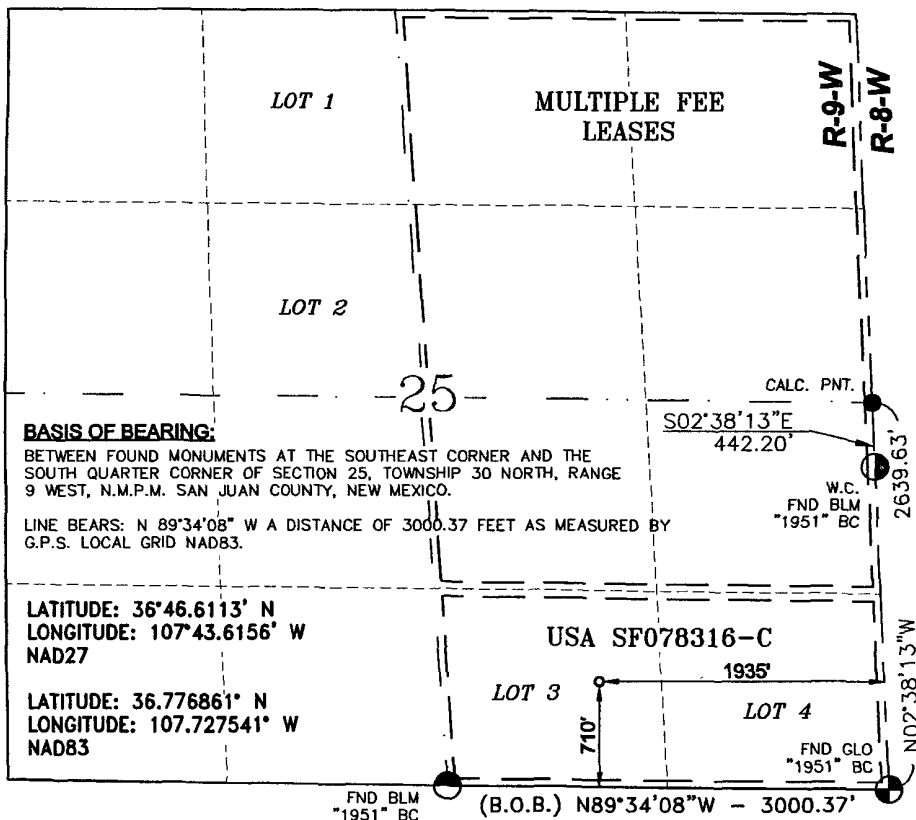 LOT 1
MULTIPLE FEE
LEASES
R-9-W
R-8-W
LOT 2
25
CALC. PNT.
S02°38'13"E
442.20'
W.C.
FND BLM
"1951" BC
2639.63'
BASIS OF BEARING:
BETWEEN FOUND MONUMENTS AT THE SOUTHEAST CORNER AND THE
SOUTH QUARTER CORNER OF SECTION 25, TOWNSHIP 30 NORTH, RANGE
9 WEST, N.M.P.M. SAN JUAN COUNTY, NEW MEXICO.
LINE BEARS: N 89°34'08" W A DISTANCE OF 3000.37 FEET AS MEASURED BY
G.P.S. LOCAL GRID NAD83.
LATITUDE: 36°46.6113' N
LONGITUDE: 107°43.6156' W
NAD27
LATITUDE: 36.776861° N
LONGITUDE: 107.727541° W
NAD83
USA SF078316-C
1935'
LOT 3
710'
LOT 4
N02°38'13"W
FND GLO
"1951" BC
FND BLM
"1951" BC
(B.O.B.) N89°34'08"W - 3000.37'